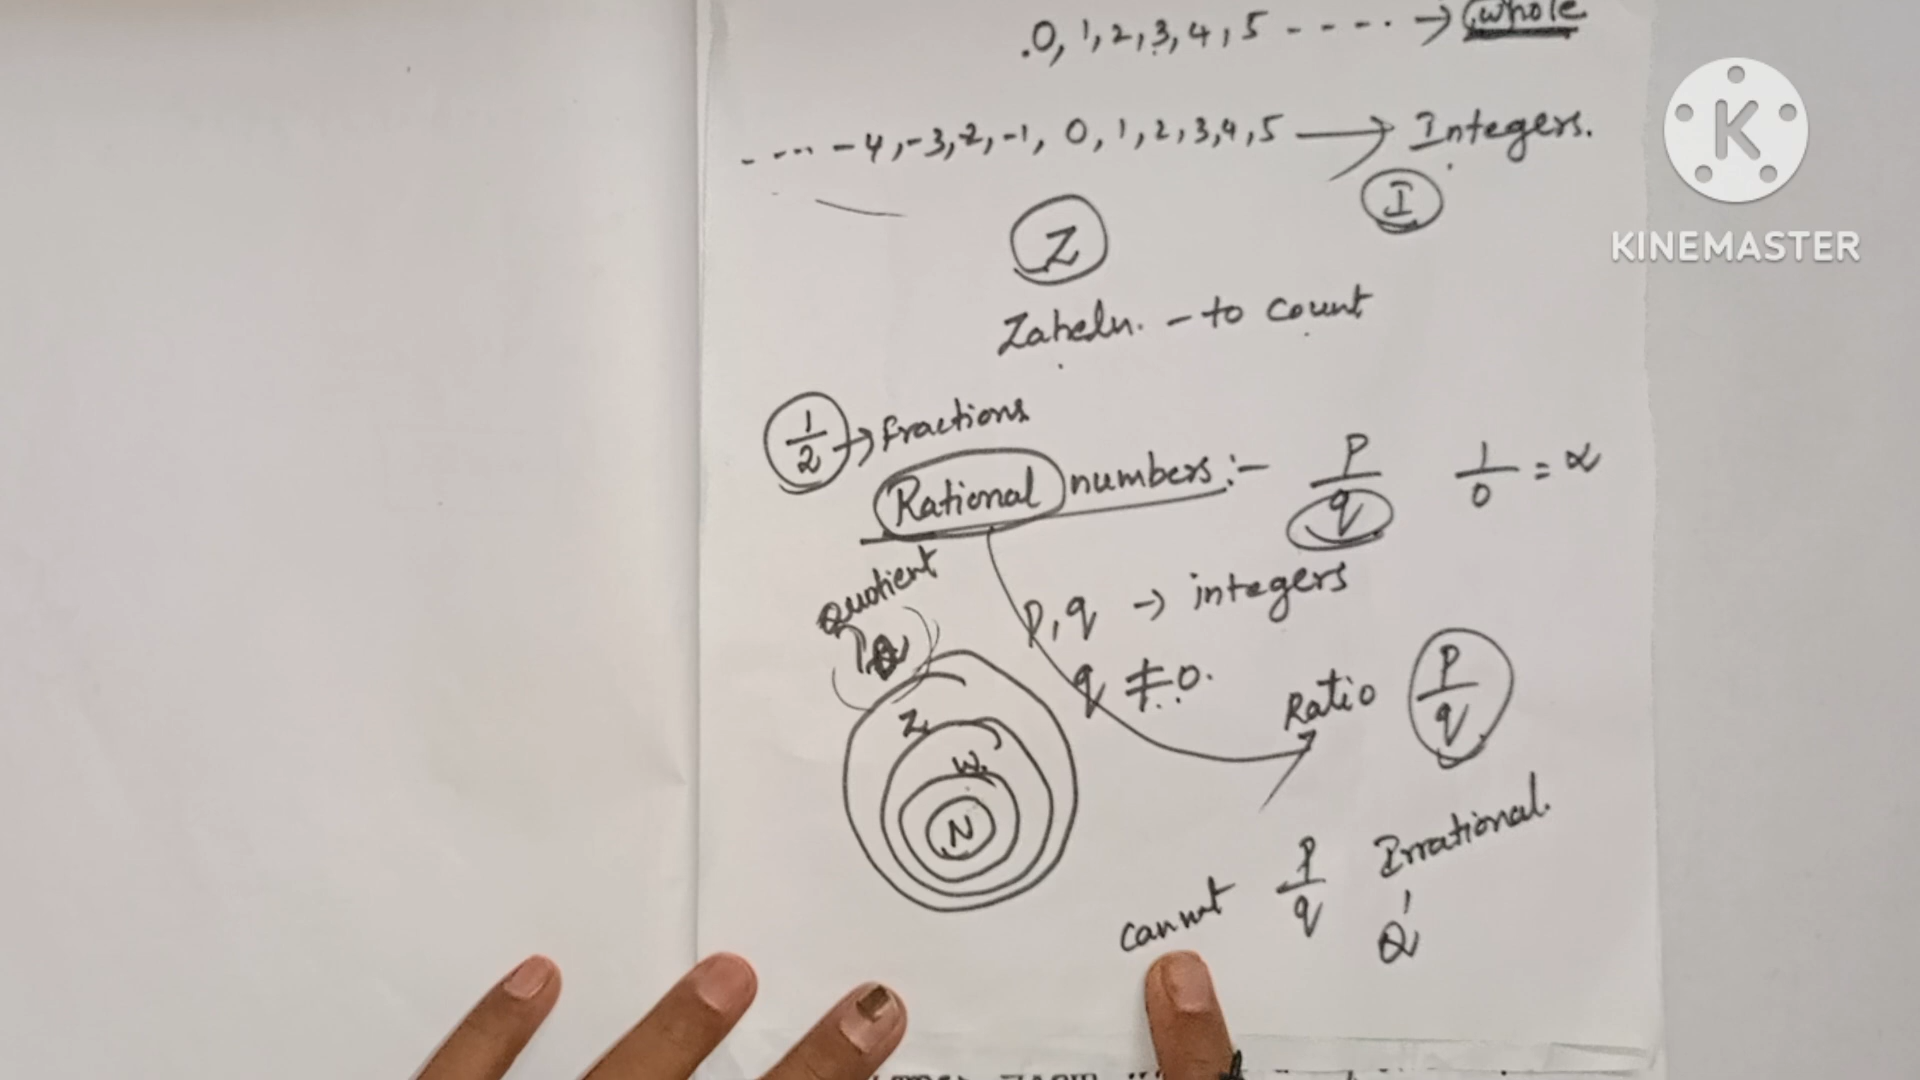 .0, 1, 2, 3, 4, 5 - - - - . → whole
- - ... -4, -3, -2, -1, 0, 1, 2, 3, 4, 5 → Integers.
I
Z
Zaheln. - to count
1/2 → fractions
Rational numbers :- P/q 1/0 = α
Quotient
Q
p, q → integers
q ≠ 0.
Ratio P/q
Z
W.
N
cannot P/q Irrational.
Q'
K
KINEMASTER